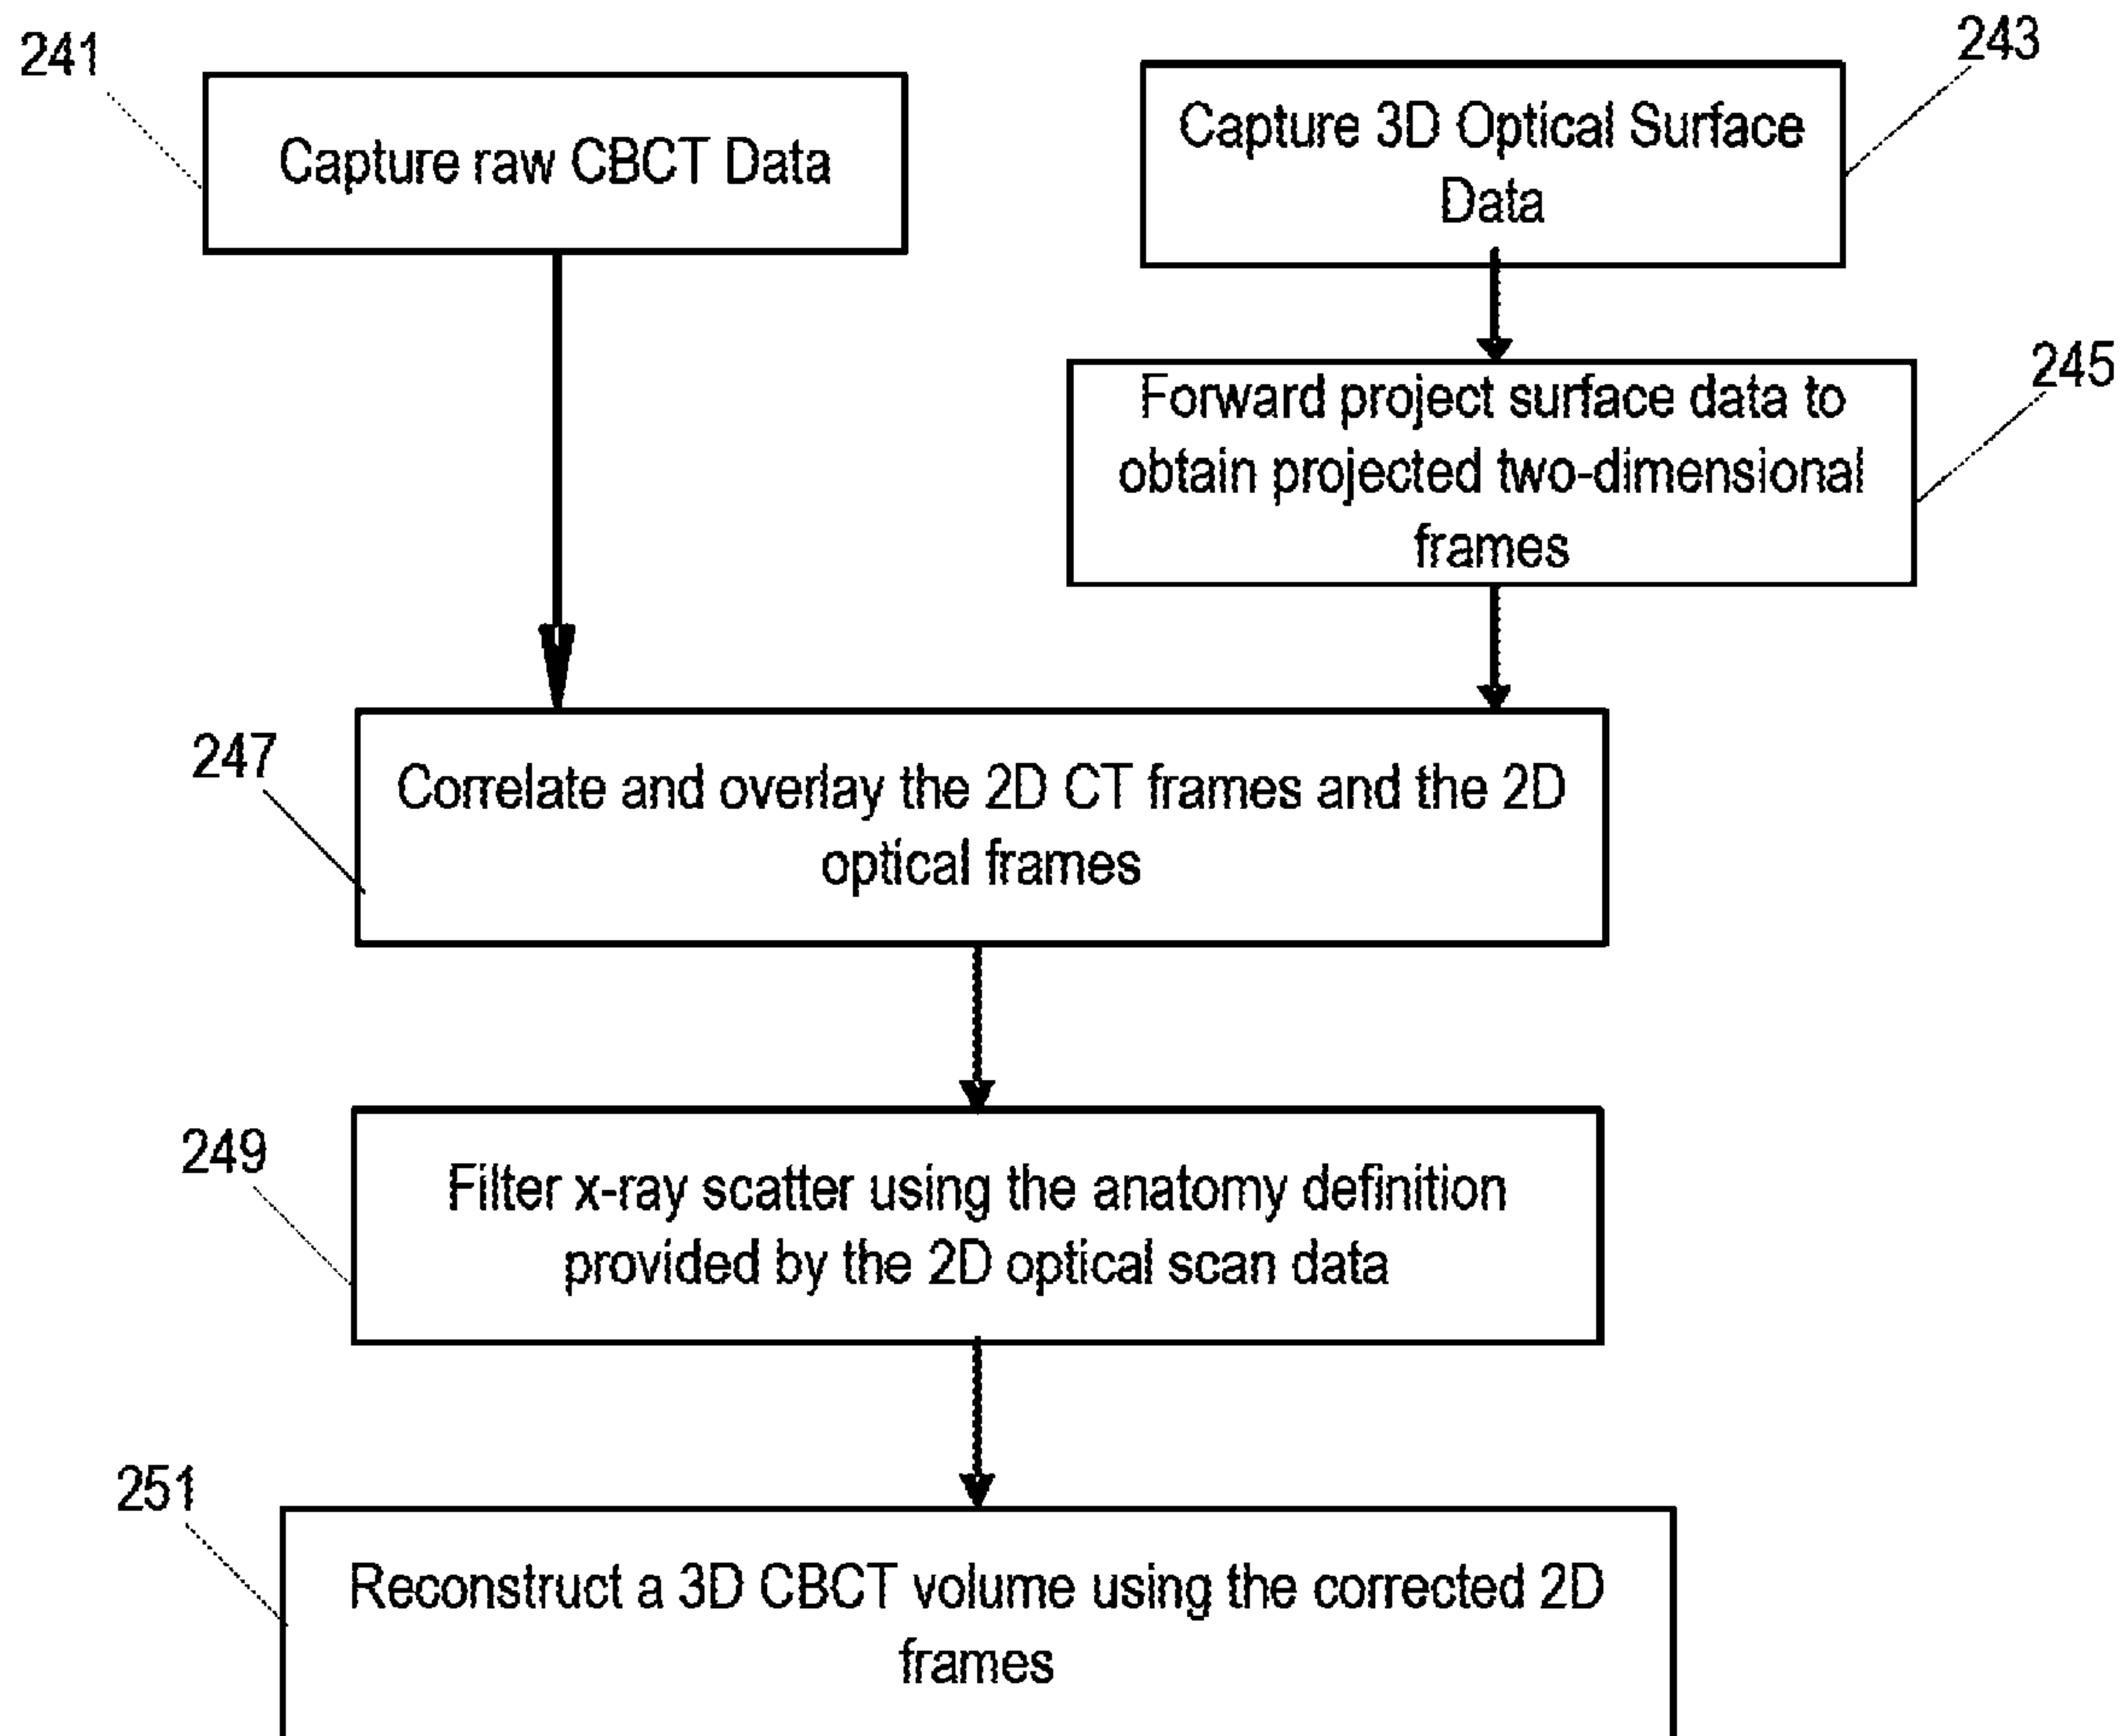 241
Capture raw CBCT Data
243
Capture 3D Optical Surface
Data
245
Forward project surface data to
obtain projected two-dimensional
frames
247
Correlate and overlay the 2D CT frames and the 2D
optical frames
249
Filter x-ray scatter using the anatomy definition
provided by the 2D optical scan data
251
Reconstruct a 3D CBCT volume using the corrected 2D
frames